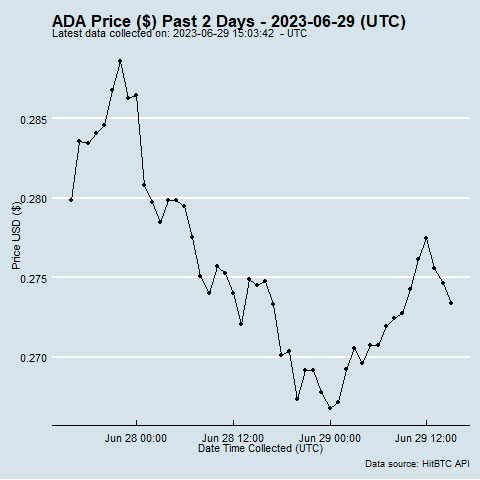 ADA Price ($) Past 2 Days - 2023-06-29 (UTC)
Latest data collected on: 2023-06-29 15:03:42  - UTC
0.285
0.280
0.275
0.270
Price USD ($)
Jun 28 00:00 Jun 28 12:00 Jun 29 00:00 Jun 29 12:00
Date Time Collected (UTC)
Data source: HitBTC API